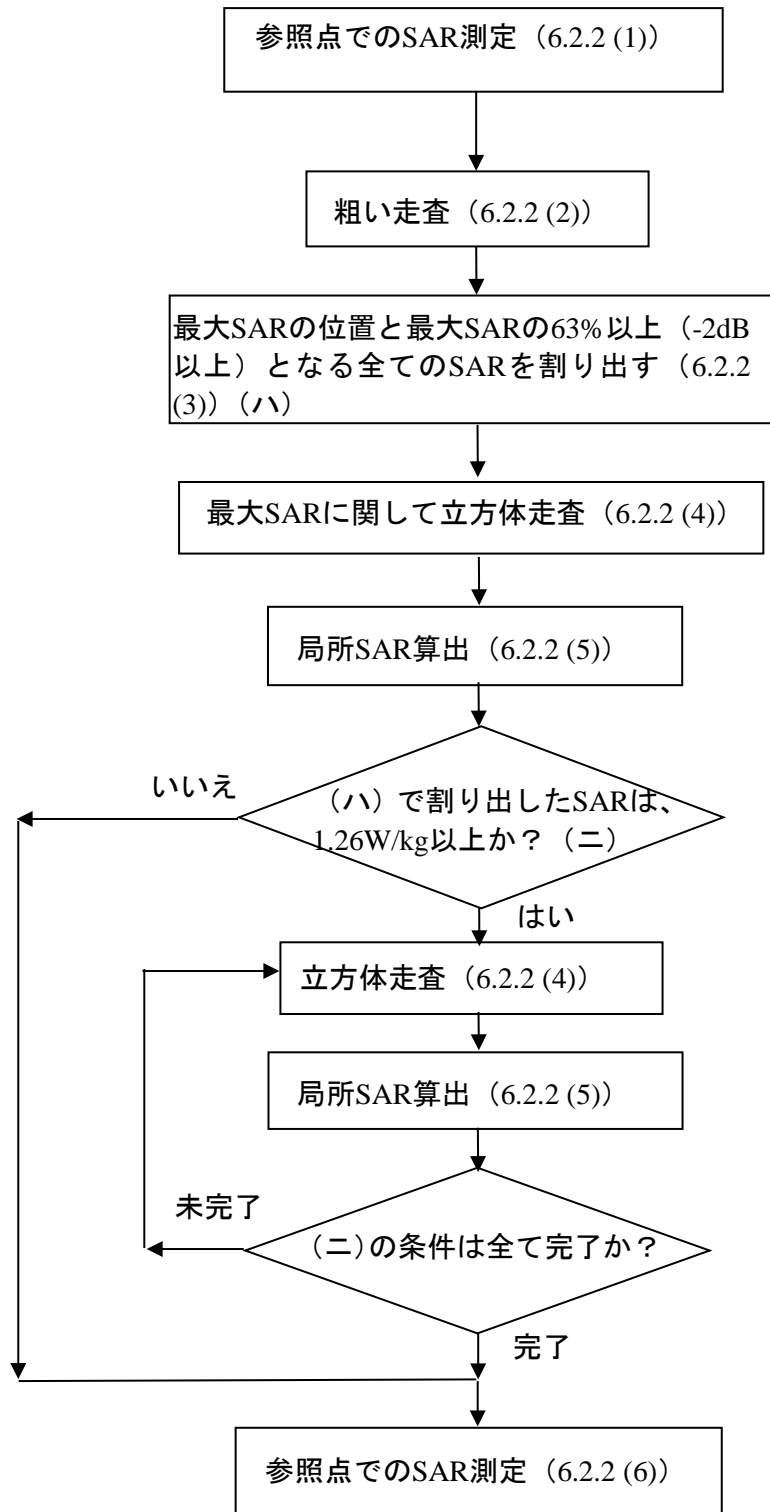 参照点でのSAR測定（6.2.2 (1)）
粗い走査（6.2.2 (2)）
最大SARの位置と最大SARの63%以上（-2dB
以上）となる全てのSARを割り出す（6.2.2
(3)）（ハ）
最大SARに関して立方体走査（6.2.2 (4)）
局所SAR算出（6.2.2 (5)）
いいえ
（ハ）で割り出したSARは、
1.26W/kg以上か？（ニ）
はい
立方体走査（6.2.2 (4)）
局所SAR算出（6.2.2 (5)）
未完了
（ニ）の条件は全て完了か？
完了
参照点でのSAR測定（6.2.2 (6)）